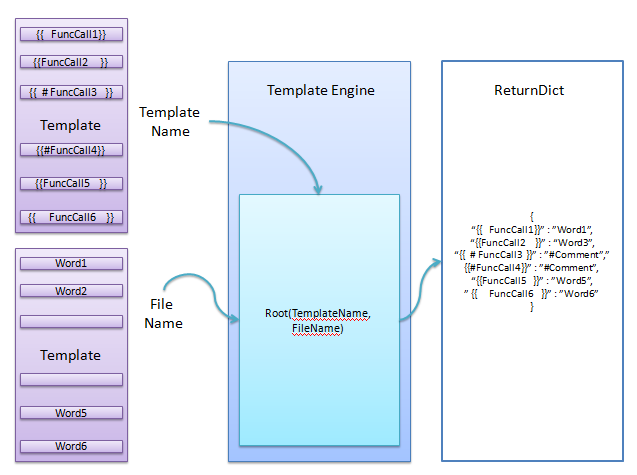 {{   FuncCall1}}
{{FuncCall2    }}
{{  # FuncCall3   }}
Template
{{#FuncCall4}}
{{FuncCall5   }}
{{     FuncCall6    }}
Word1
Word2
Template
Word5
Word6
Template
Name
File
Name
Template Engine
Root(TemplateName,
FileName)
ReturnDict
{
“{{   FuncCall1}}” : ”Word1”,
“{{FuncCall2    }}” : “Word3”,
“{{  # FuncCall3  }}” : ”#Comment”,”
{{#FuncCall4}}” : ”#Comment”,
“{{FuncCall5   }}” : ”Word5”,
” {{     FuncCall6   }}” : ”Word6”
}